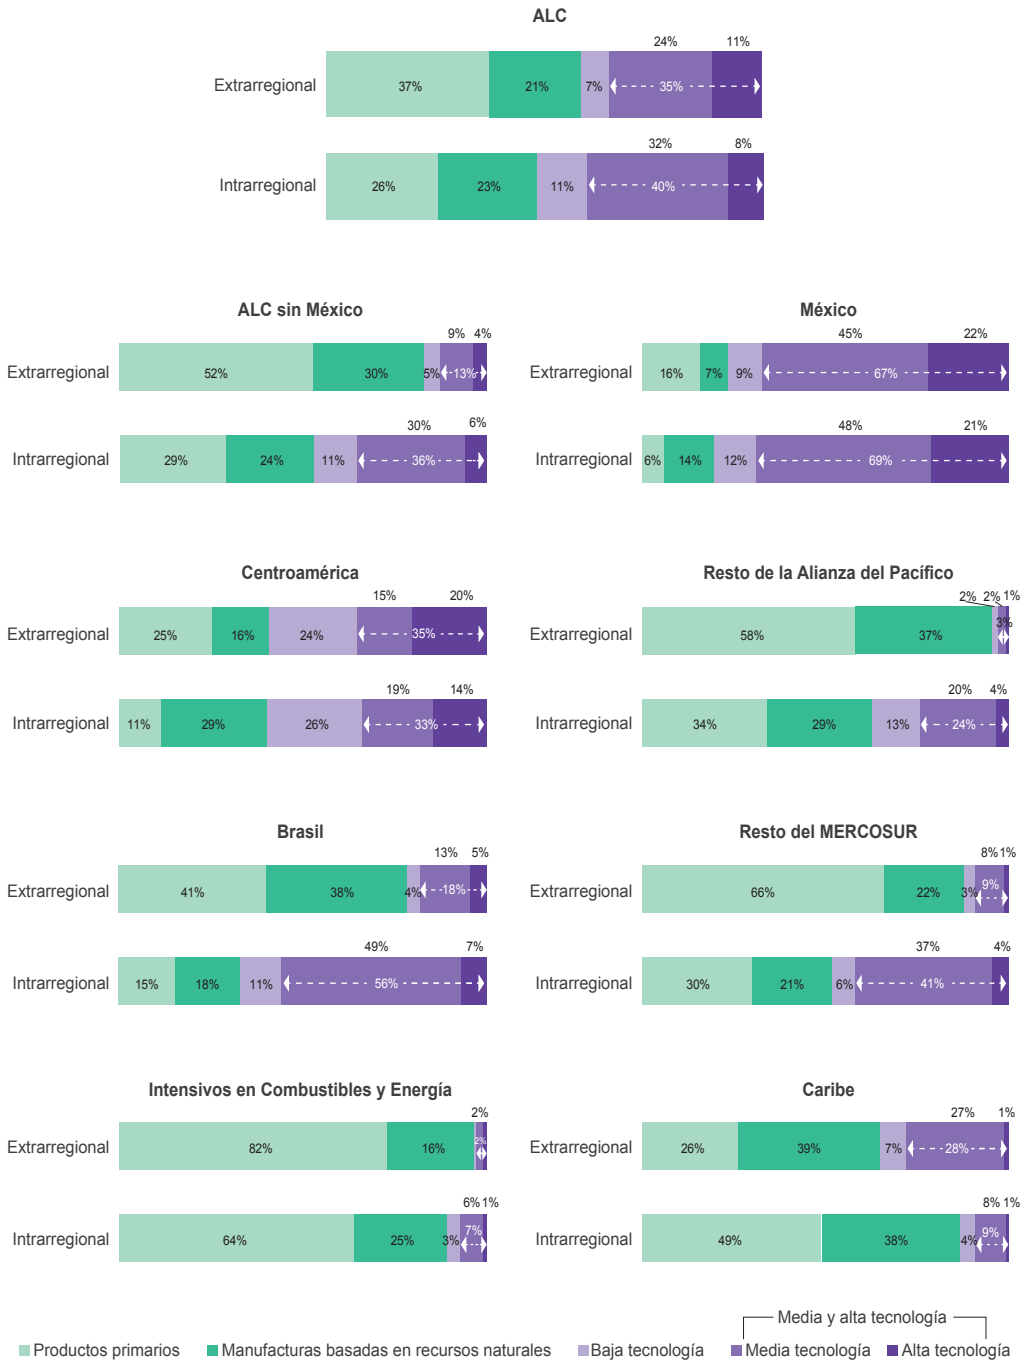 ALC
24% 11%
Extrarregional 37% 21% 7% 35%
32% 8%
Intrarregional 26% 23% 11% 40%
ALC sin México
9% 4%
Extrarregional 52% 30% 5% 13%
30% 6%
Intrarregional 29% 24% 11% 36%
México
45% 22%
Extrarregional 16% 7% 9% 67%
48% 21%
Intrarregional 6% 14% 12% 69%
Centroamérica
15% 20%
Extrarregional 25% 16% 24% 35%
19% 14%
Intrarregional 11% 29% 26% 33%
Resto de la Alianza del Pacífico
2% 2% 1%
Extrarregional 58% 37% 3%
20% 4%
Intrarregional 34% 29% 13% 24%
Brasil
13% 5%
Extrarregional 41% 38% 4% 18%
49% 7%
Intrarregional 15% 18% 11% 56%
Resto del MERCOSUR
8% 1%
Extrarregional 66% 22% 3% 9%
37% 4%
Intrarregional 30% 21% 6% 41%
Intensivos en Combustibles y Energía
2%
Extrarregional 82% 16% 2%
6% 1%
Intrarregional 64% 25% 3% 7%
Caribe
27% 1%
Extrarregional 26% 39% 7% 28%
8% 1%
Intrarregional 49% 38% 4% 9%
Media y alta tecnología
Productos primarios Manufacturas basadas en recursos naturales Baja tecnología Media tecnología Alta tecnología